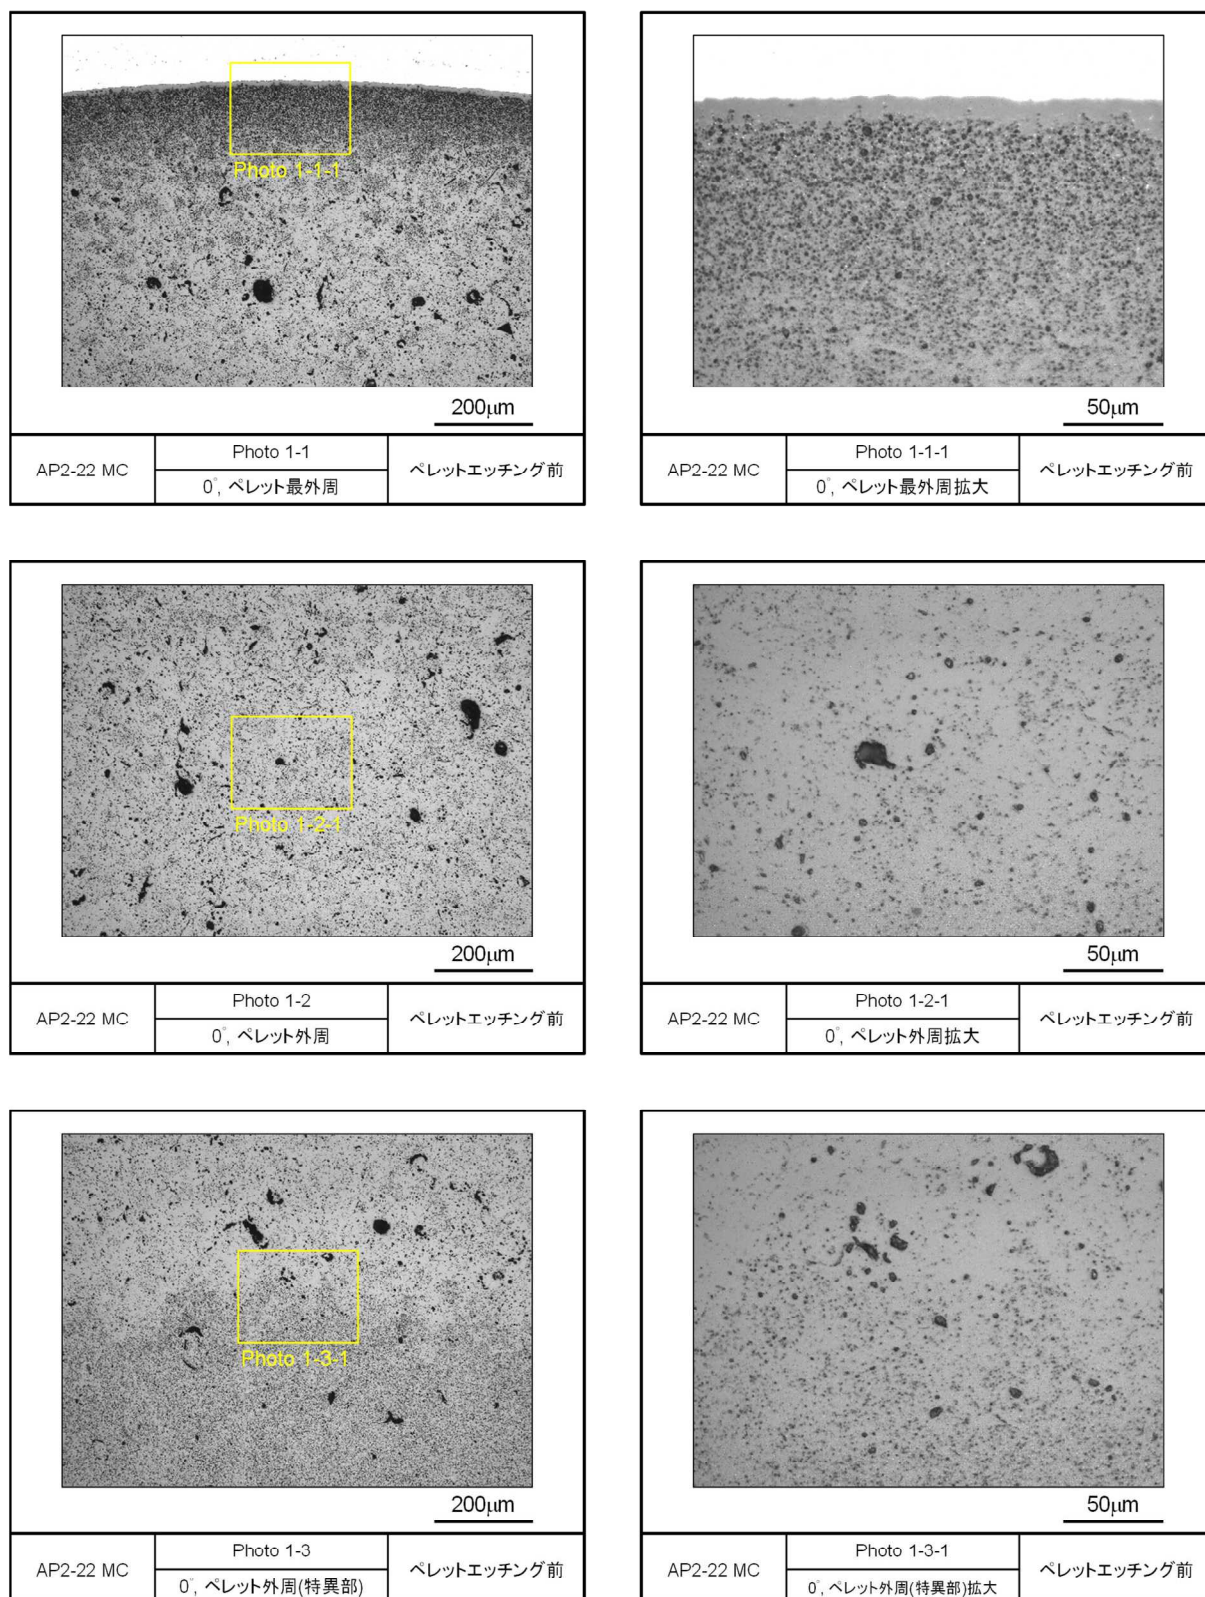 Photo 1-1-1
200μm
AP2-22 MC
Photo 1-1
0°, ペレット最外周
ペレットエッチング前
50μm
AP2-22 MC
Photo 1-1-1
0°, ペレット最外周拡大
ペレットエッチング前
Photo 1-2-1
200μm
AP2-22 MC
Photo 1-2
0°, ペレット外周
ペレットエッチング前
50μm
AP2-22 MC
Photo 1-2-1
0°, ペレット外周拡大
ペレットエッチング前
Photo 1-3-1
200μm
AP2-22 MC
Photo 1-3
0°, ペレット外周(特異部)
ペレットエッチング前
50μm
AP2-22 MC
Photo 1-3-1
0°, ペレット外周(特異部)拡大
ペレットエッチング前